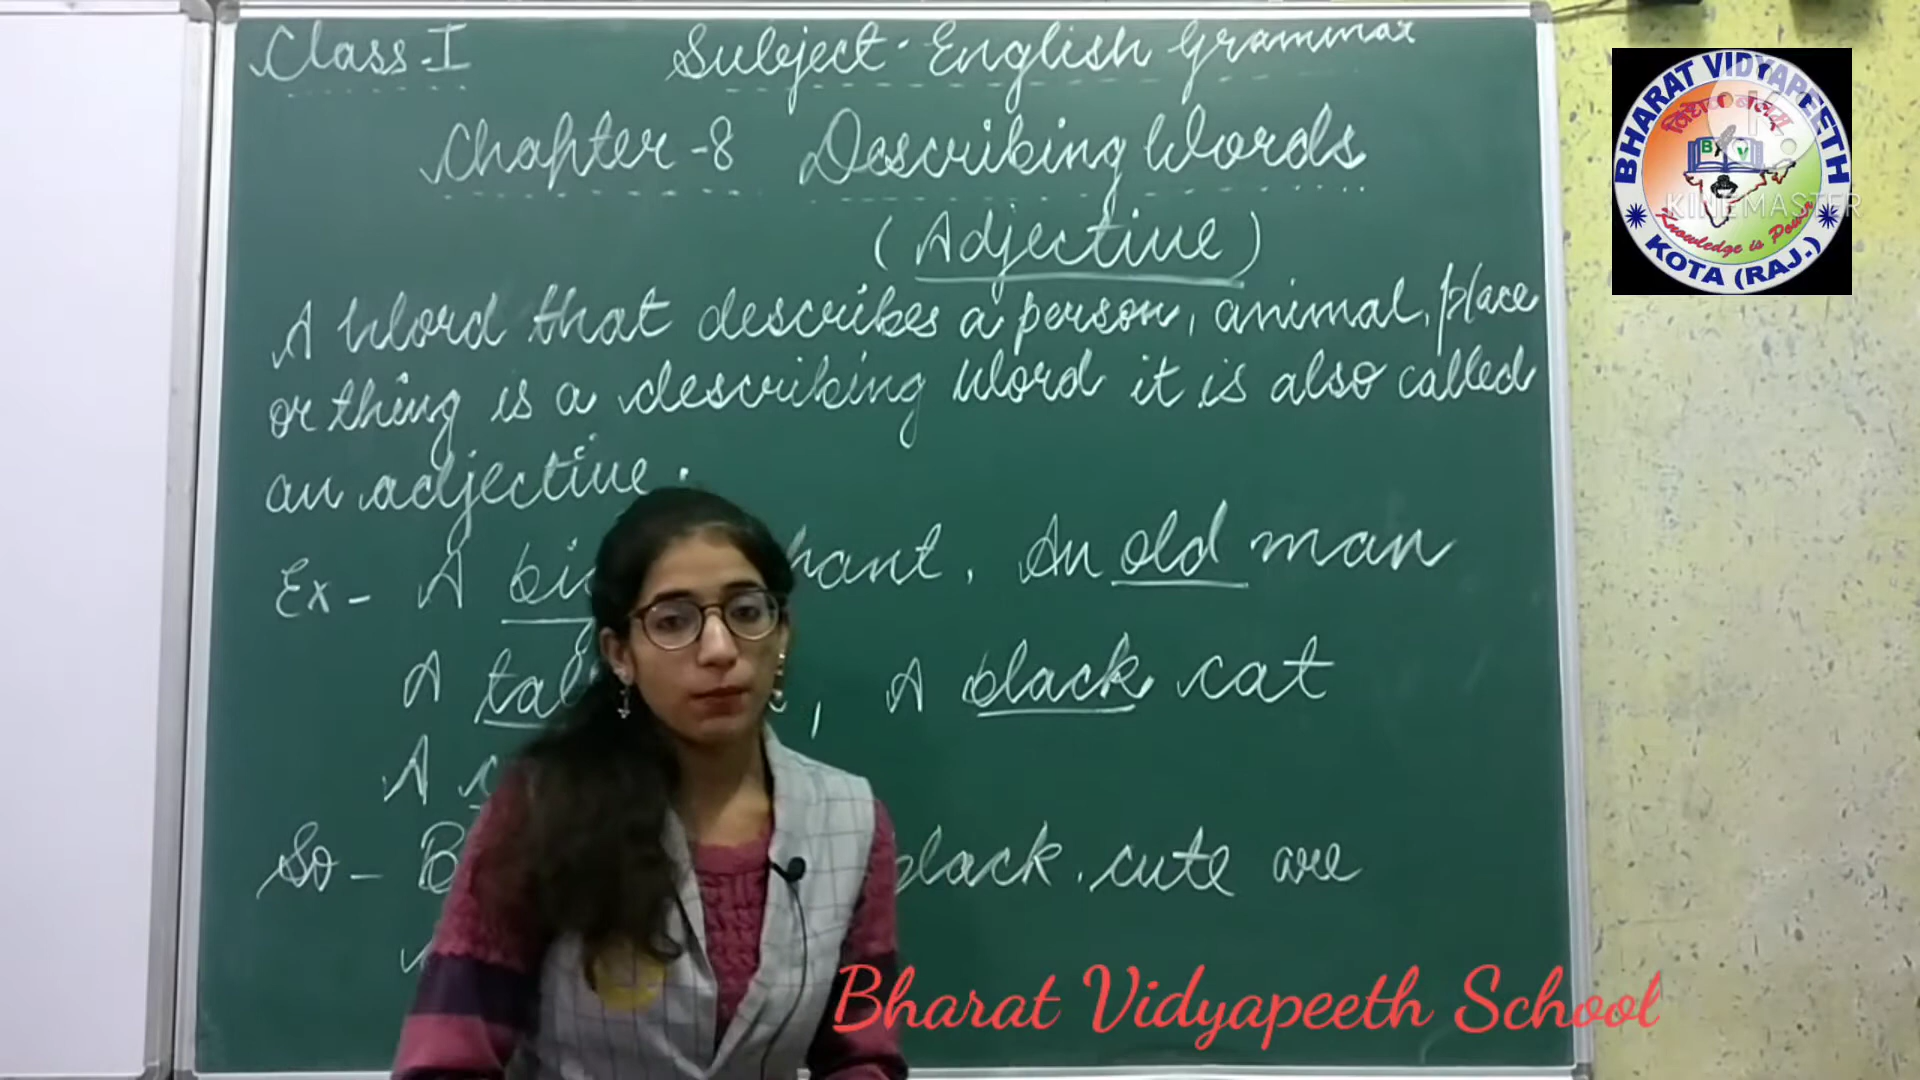 Class-I Subject-English Grammar
Chapter-8 Describing Words
(Adjective)
A Word that describes a person, animal, place
or thing is a describing word it is also called
an adjective.
Ex- A big hant. An old man
A tal , A black cat
A
So - B black. cute are
Bharat Vidyapeeth School
BHARAT VIDYAPEETH
B V
KINEMASTER
Knowledge is Power
KOTA (RAJ.)